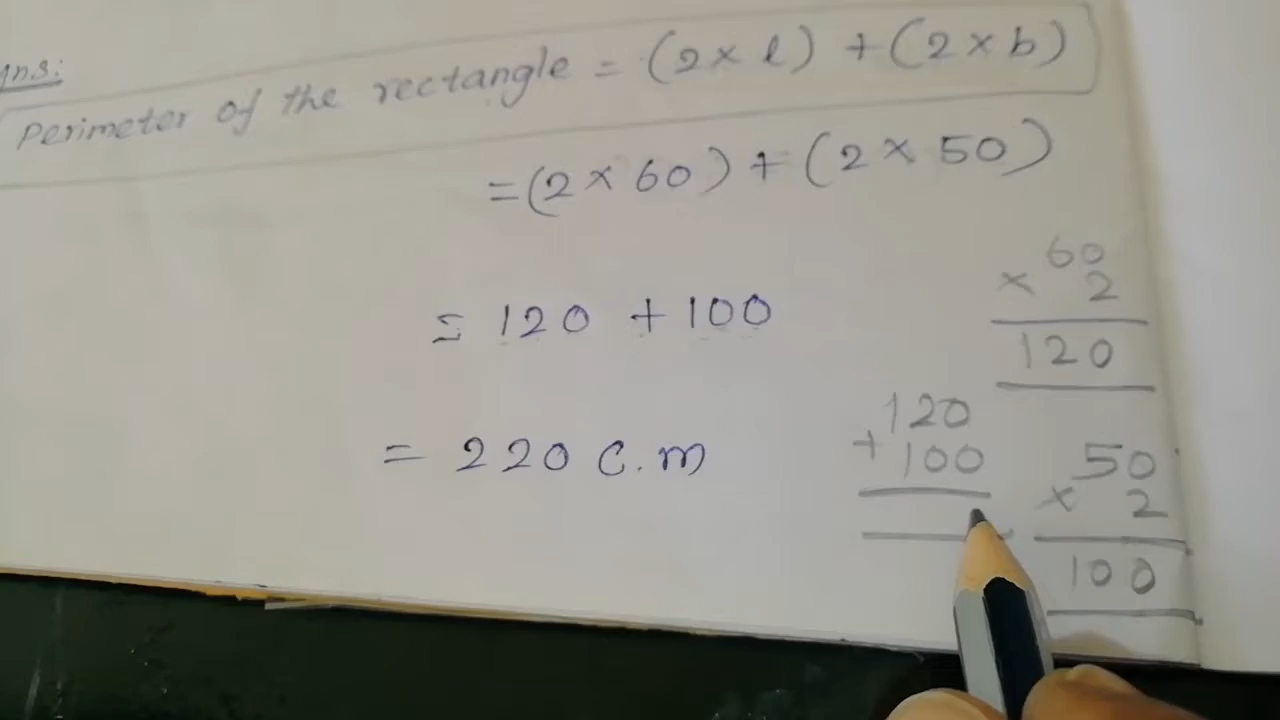 Ans:
Perimeter of the rectangle = (2 × l) + (2 × b)
= (2 × 60) + (2 × 50)
= 120 + 100
= 220 c.m
60
× 2
120
120
+ 100
50
× 2
100